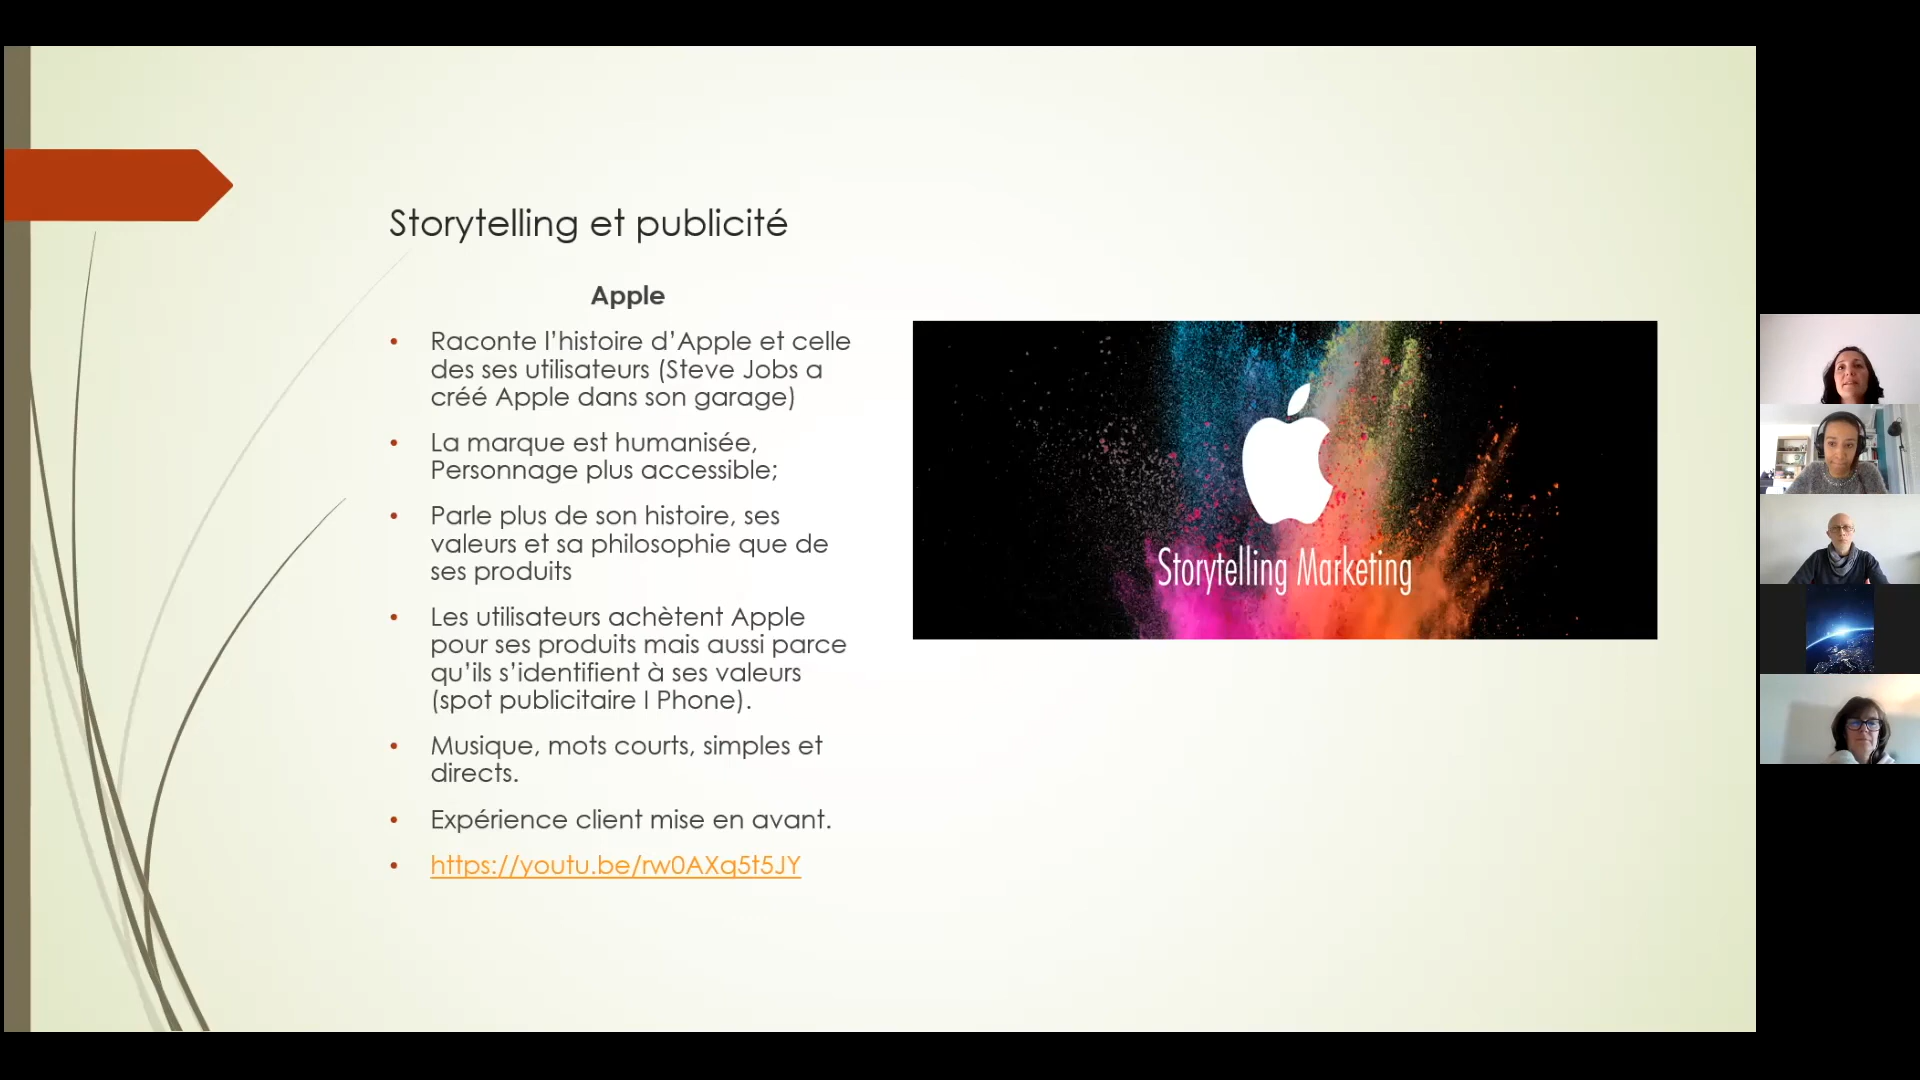 Storytelling et publicité
Apple
• Raconte l’histoire d’Apple et celle
des ses utilisateurs (Steve Jobs a
créé Apple dans son garage)
• La marque est humanisée,
Personnage plus accessible;
• Parle plus de son histoire, ses
valeurs et sa philosophie que de
ses produits
• Les utilisateurs achètent Apple
pour ses produits mais aussi parce
qu’ils s’identifient à ses valeurs
(spot publicitaire I Phone).
• Musique, mots courts, simples et
directs.
• Expérience client mise en avant.
• https://youtu.be/rw0AXq5t5JY
Storytelling Marketing